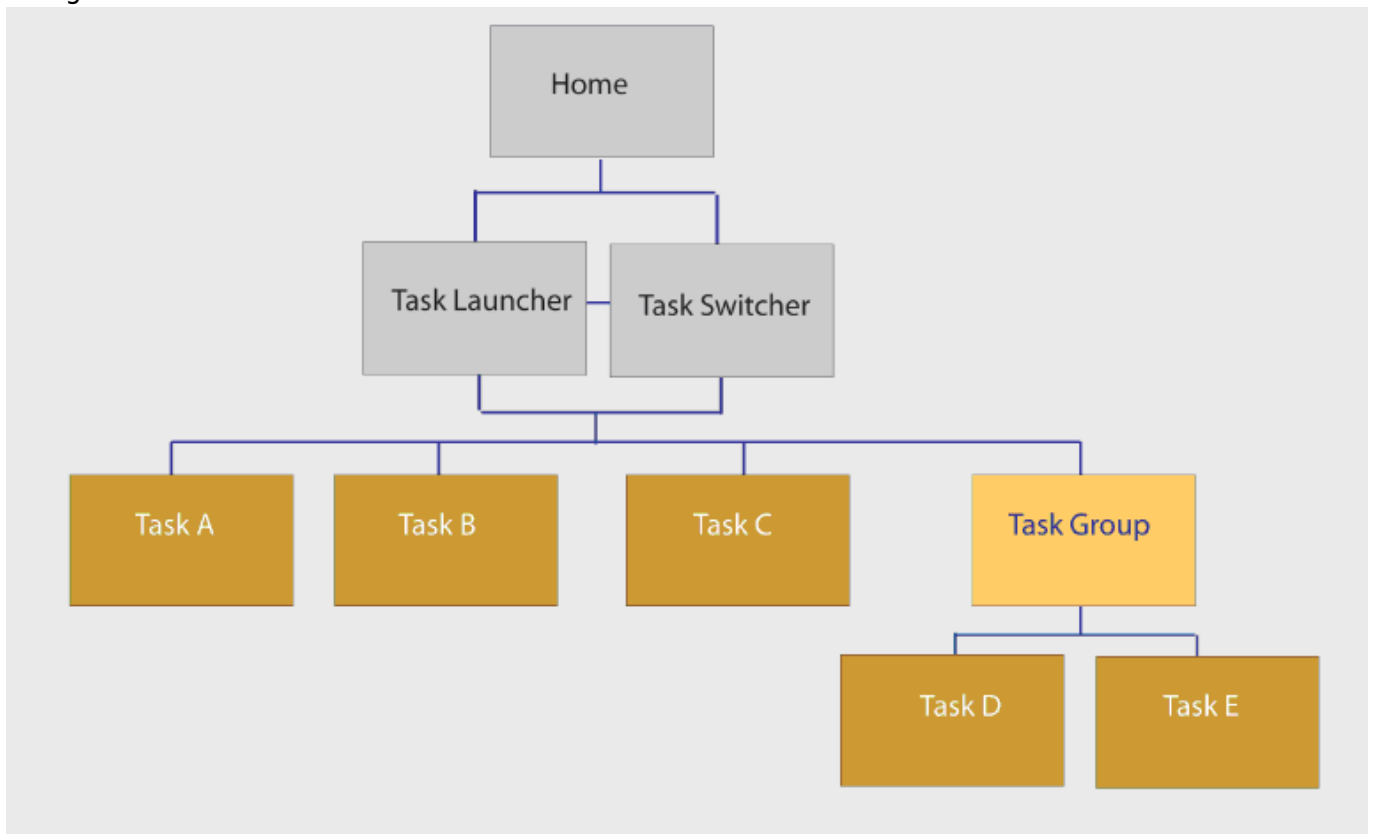 Home
Task Launcher
Task Switcher
Task A
Task B
Task C
Task Group
Task D
Task E